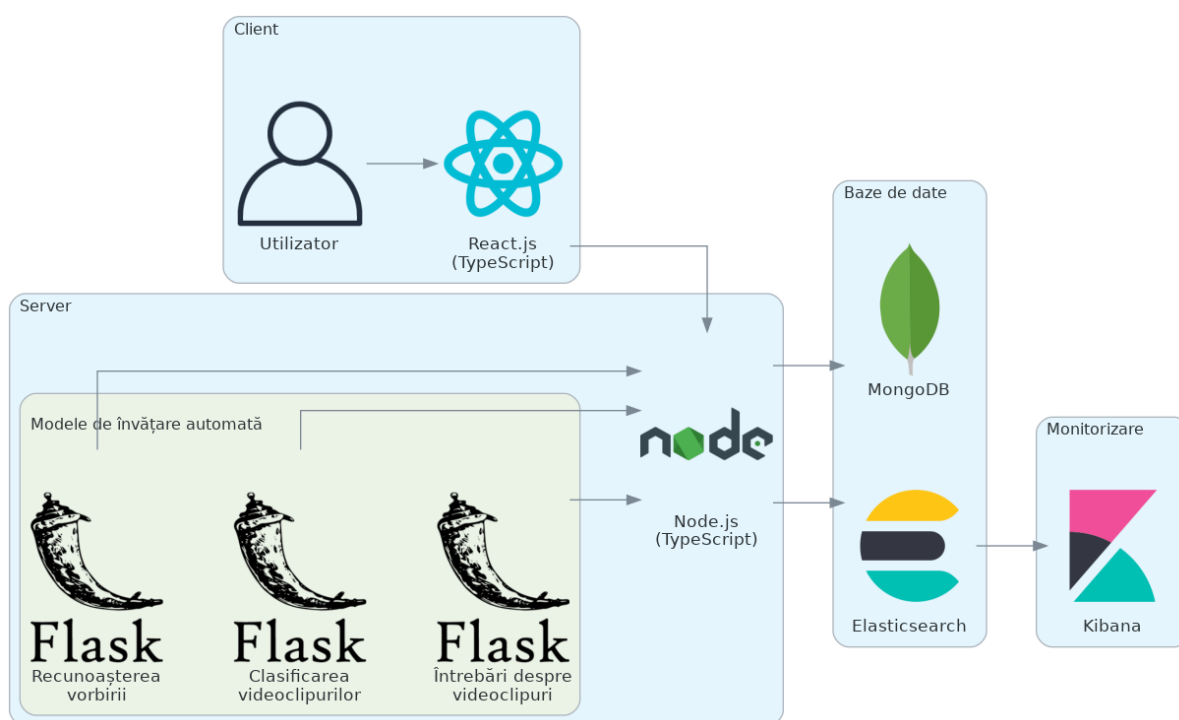 Client
Utilizator
React.js
(TypeScript)
Server
Modele de învățare automată
Flask
Recunoașterea
vorbirii
Flask
Clasificarea
videoclipurilor
Flask
Întrebări despre
videoclipuri
node
Node.js
(TypeScript)
Baze de date
MongoDB
Elasticsearch
Monitorizare
Kibana